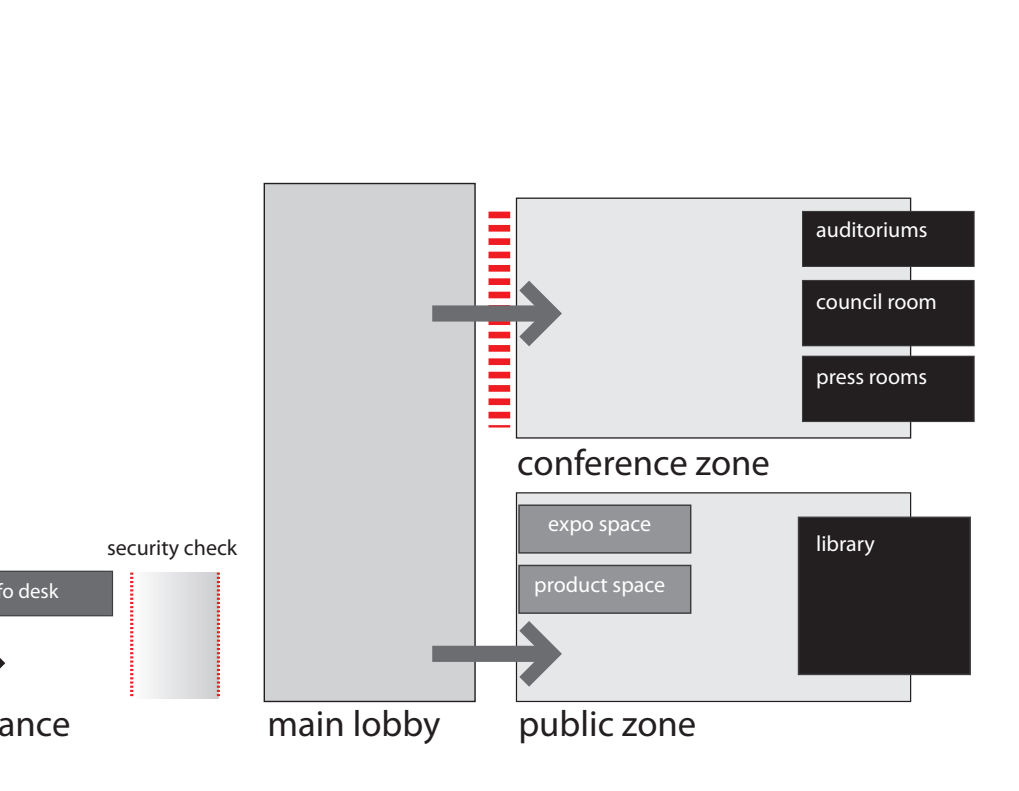 auditoriums
council room
press rooms
conference zone
expo space
library
security check
product space
fo desk
ance
main lobby
public zone